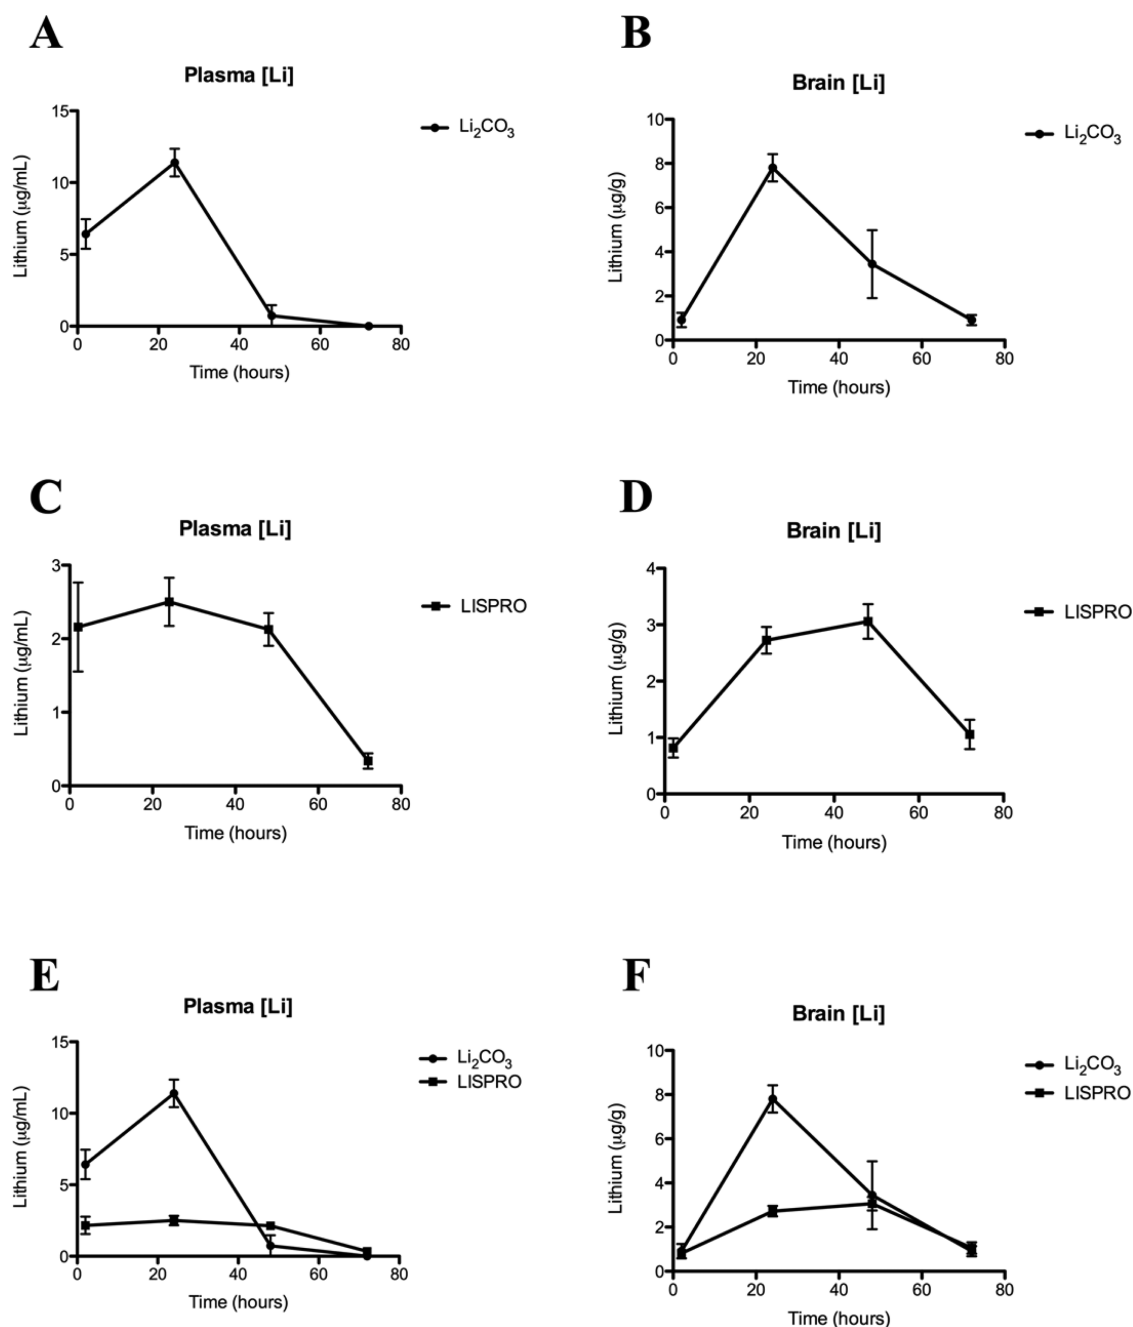 A
Plasma [Li]
15
10
5
0
0 20 40 60 80
Lithium (µg/mL)
Time (hours)
Li₂CO₃
B
Brain [Li]
10
8
6
4
2
0
0 20 40 60 80
Lithium (µg/g)
Time (hours)
Li₂CO₃
C
Plasma [Li]
3
2
1
0
0 20 40 60 80
Lithium (µg/mL)
Time (hours)
LISPRO
D
Brain [Li]
4
3
2
1
0
0 20 40 60 80
Lithium (µg/g)
Time (hours)
LISPRO
E
Plasma [Li]
15
10
5
0
0 20 40 60 80
Lithium (µg/mL)
Time (hours)
Li₂CO₃
LISPRO
F
Brain [Li]
10
8
6
4
2
0
0 20 40 60 80
Lithium (µg/g)
Time (hours)
Li₂CO₃
LISPRO